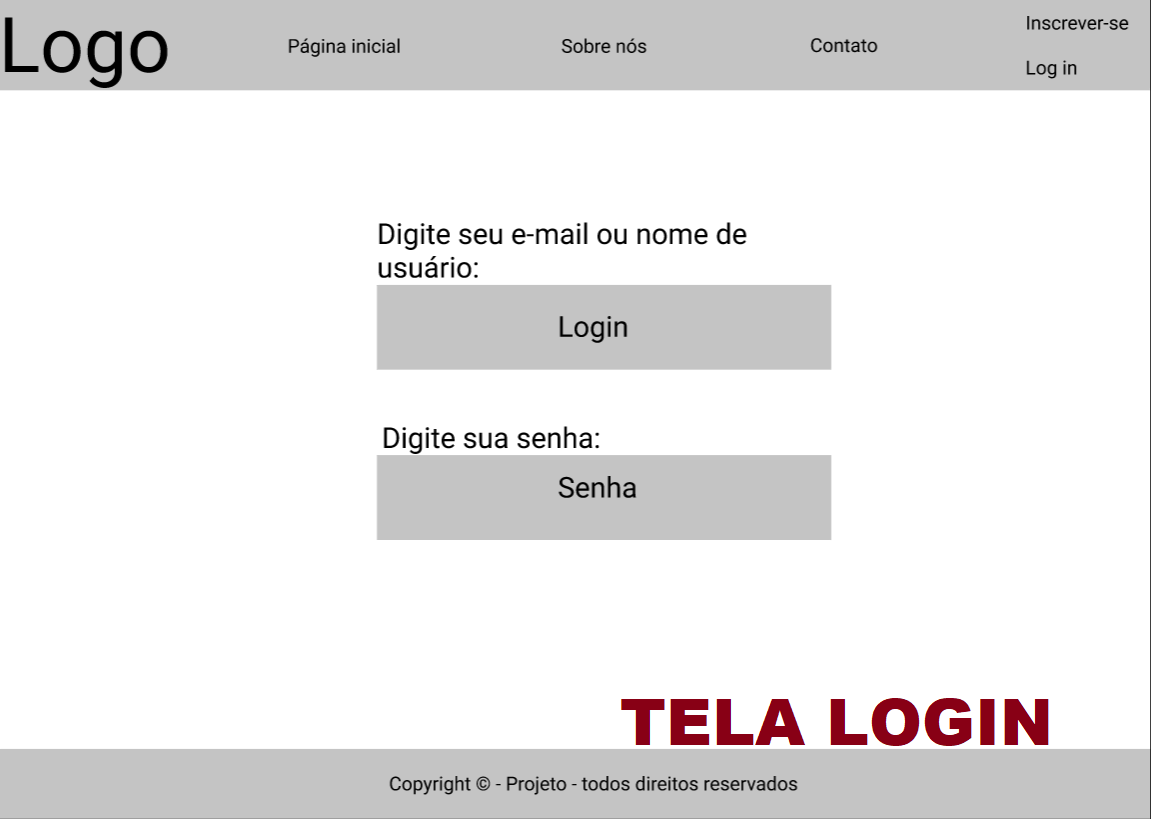 Logo
Página inicial
Sobre nós
Contato
Inscrever-se
Log in
Digite seu e-mail ou nome de
usuário:
Login
Digite sua senha:
Senha
TELA LOGIN
Copyright © - Projeto - todos direitos reservados